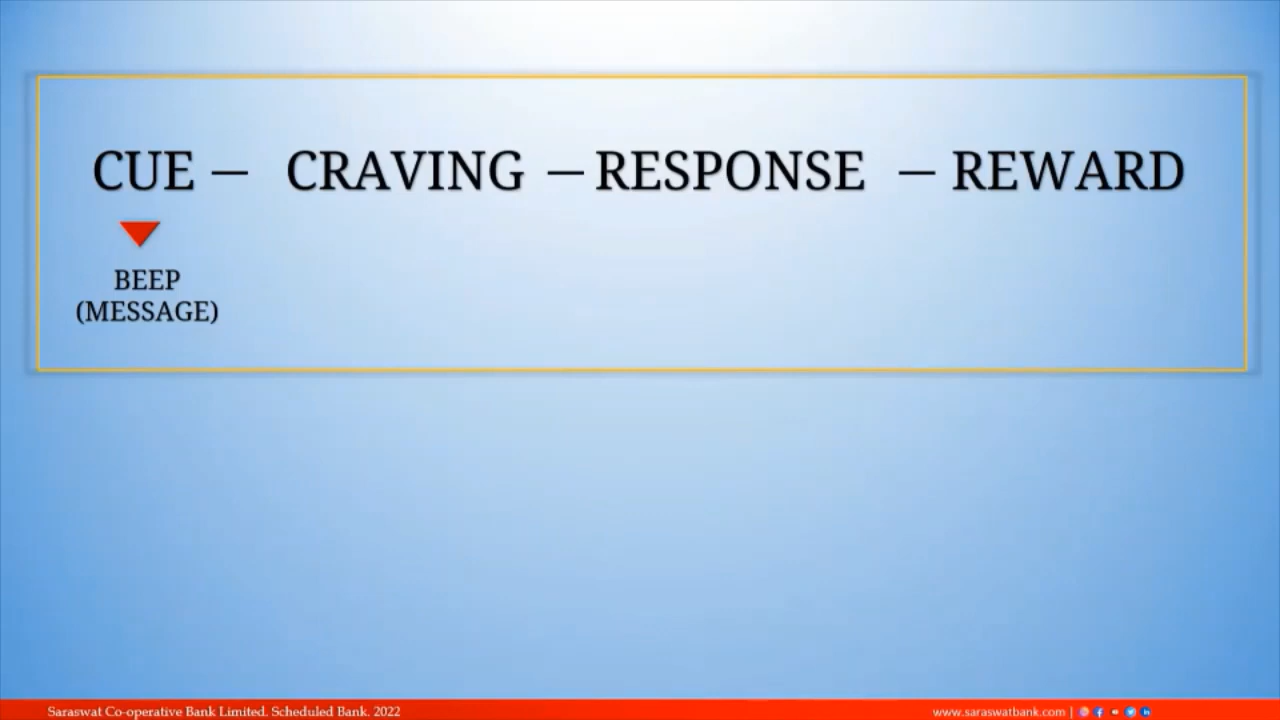 CUE – CRAVING – RESPONSE – REWARD
BEEP
(MESSAGE)
Saraswat Co-operative Bank Limited. Scheduled Bank. 2022
www.saraswatbank.com |